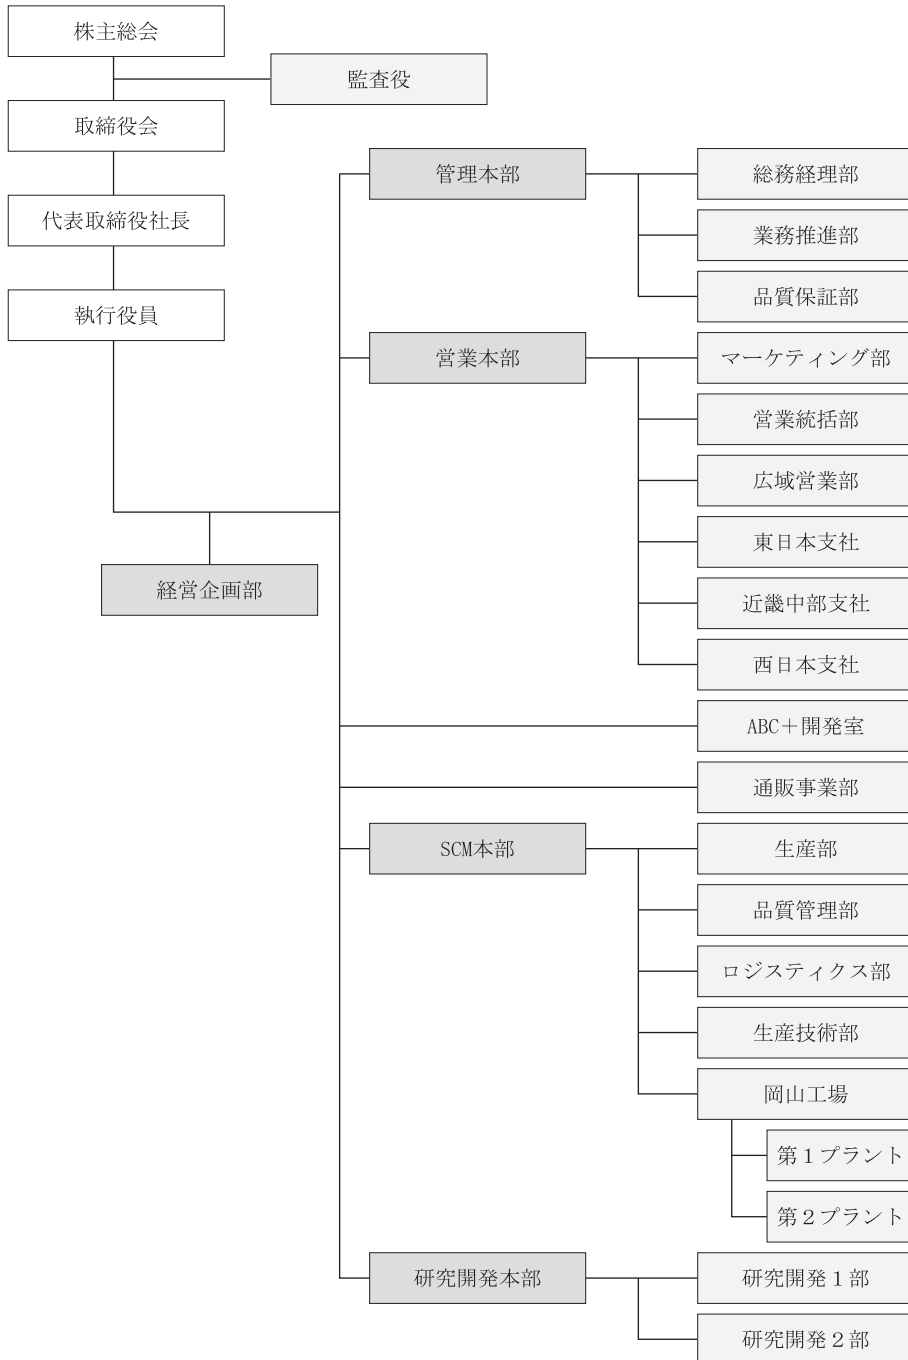 株主総会
監査役
取締役会
代表取締役社長
執行役員
経営企画部
管理本部
総務経理部
業務推進部
品質保証部
営業本部
マーケティング部
営業統括部
広域営業部
東日本支社
近畿中部支社
西日本支社
ABC＋開発室
通販事業部
SCM本部
生産部
品質管理部
ロジスティクス部
生産技術部
岡山工場
第１プラント
第２プラント
研究開発本部
研究開発１部
研究開発２部